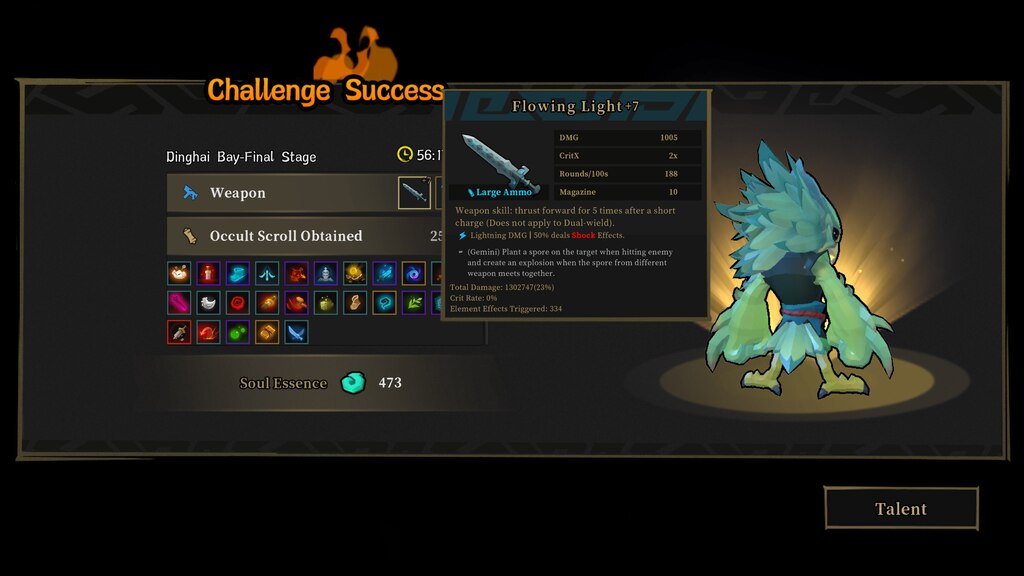 Challenge Success
Flowing Light +7
DMG 1005
CritX 2x
Rounds/100s 188
Magazine 10
Large Ammo
Weapon skill: thrust forward for 5 times after a short
charge (Does not apply to Dual-wield).
Lightning DMG | 50% deals Shock Effects.
(Gemini) Plant a spore on the target when hitting enemy
and create an explosion when the spore from different
weapon meets together.
Total Damage: 1302747(23%)
Crit Rate: 0%
Element Effects Triggered: 334
Dinghai Bay-Final Stage
Weapon
Occult Scroll Obtained
Soul Essence 473
Talent